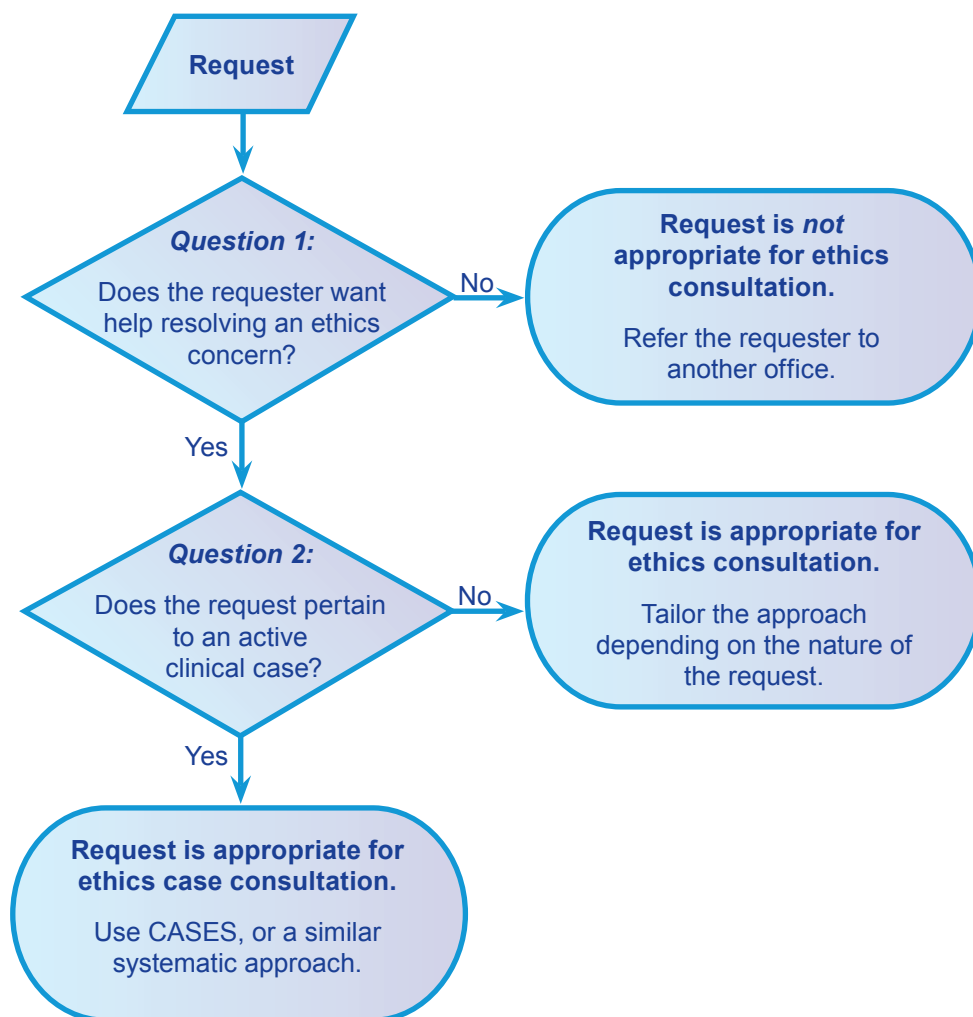 Request
Question 1:
Does the requester want
help resolving an ethics
concern?
No
Request is not
appropriate for ethics
consultation.
Refer the requester to
another office.
Yes
Question 2:
Does the request pertain
to an active
clinical case?
No
Request is appropriate for
ethics consultation.
Tailor the approach
depending on the nature of
the request.
Yes
Request is appropriate for
ethics case consultation.
Use CASES, or a similar
systematic approach.